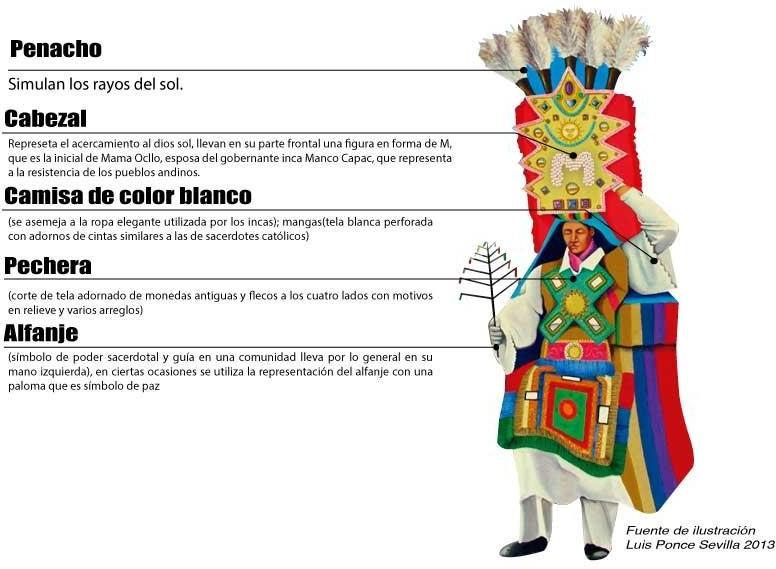 Penacho
Simulan los rayos del sol.
Cabezal
Represeta el acercamiento al dios sol, llevan en su parte frontal una figura en forma de M,
que es la inicial de Mama Ocllo, esposa del gobernante inca Manco Capac, que representa
a la resistencia de los pueblos andinos.
Camisa de color blanco
(se asemeja a la ropa elegante utilizada por los incas); mangas(tela blanca perforada
con adornos de cintas similares a las de sacerdotes católicos)
Pechera
(corte de tela adornado de monedas antiguas y flecos a los cuatro lados con motivos
en relieve y varios arreglos)
Alfanje
(símbolo de poder sacerdotal y guía en una comunidad lleva por lo general en su
mano izquierda), en ciertas ocasiones se utiliza la representación del alfanje con una
paloma que es símbolo de paz
M
Fuente de ilustración
Luis Ponce Sevilla 2013